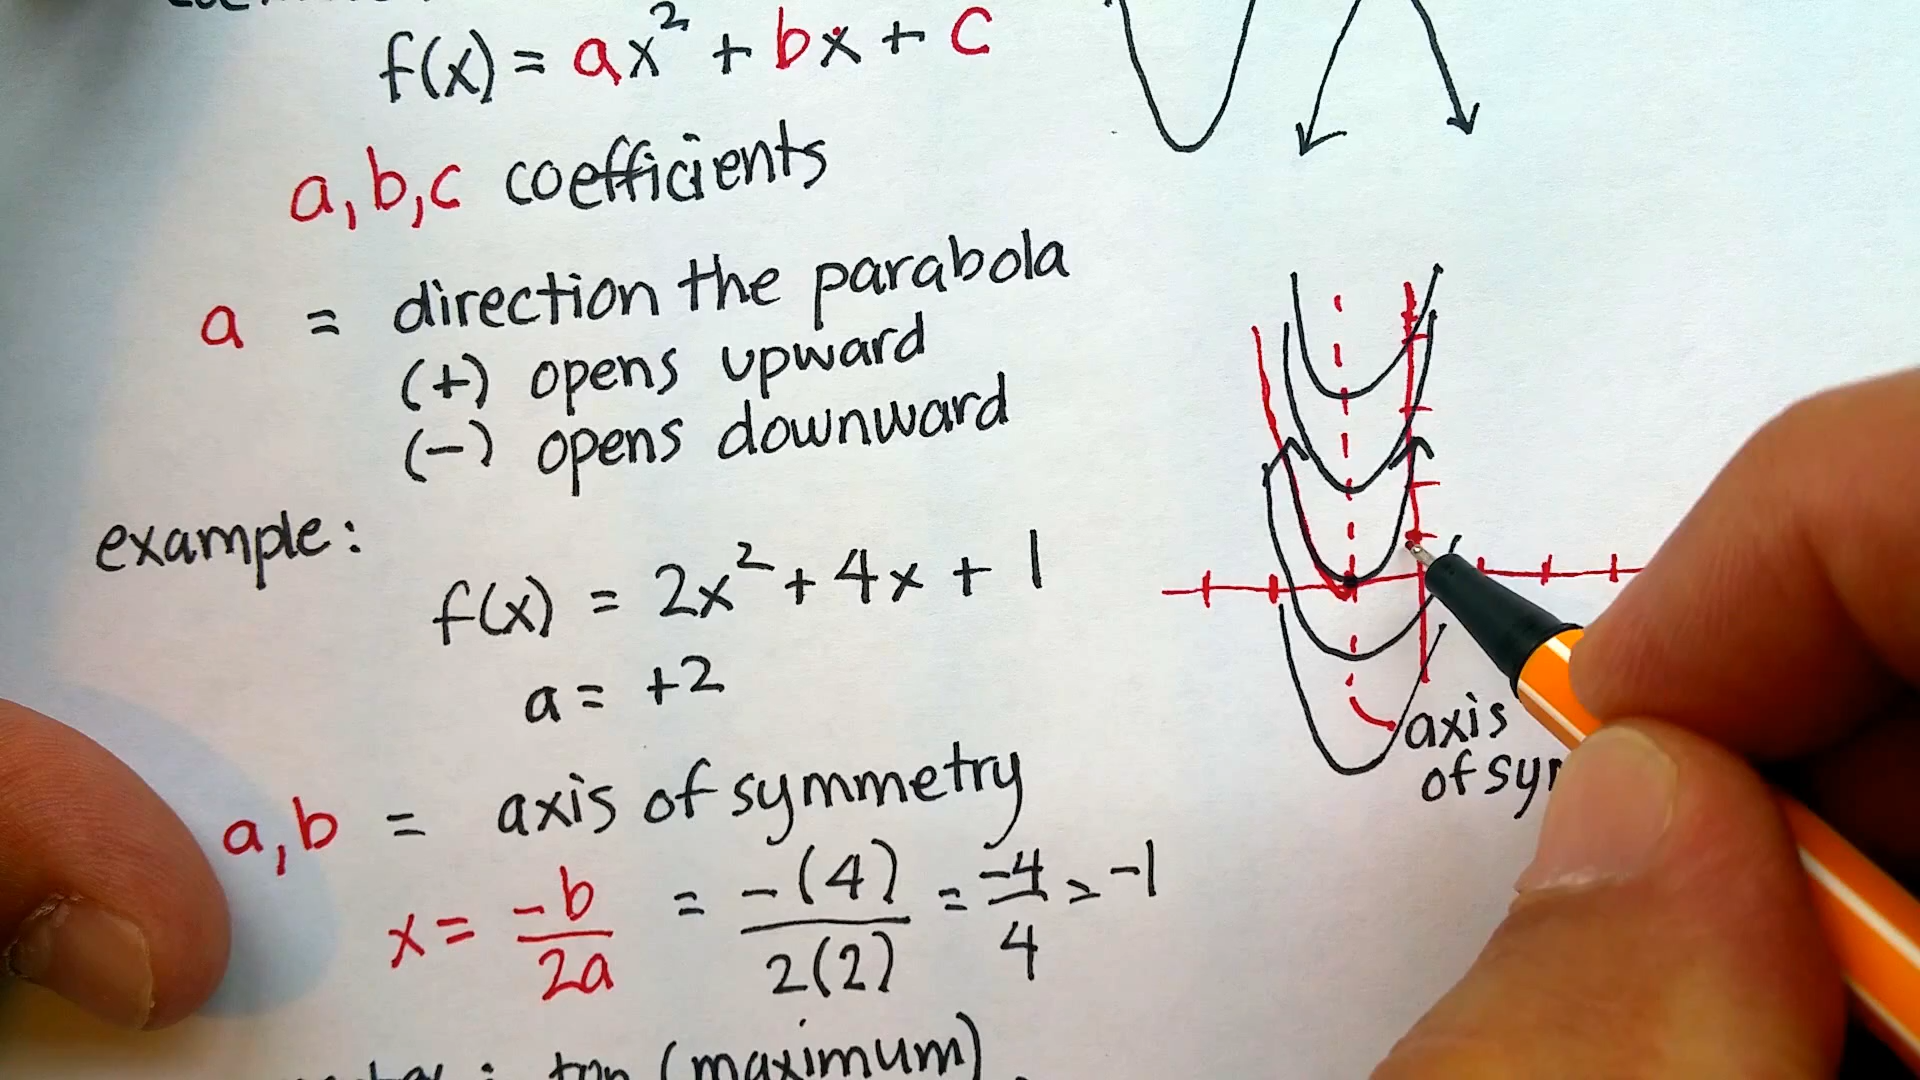 f(x) = ax² + bx + c
a,b,c coefficients
a = direction the parabola
(+) opens upward
(-) opens downward
example:
f(x) = 2x² + 4x + 1
a = +2
a,b = axis of symmetry
x = -b/2a = -(4)/2(2) = -4/4 = -1
(maximum)
axis
of sy